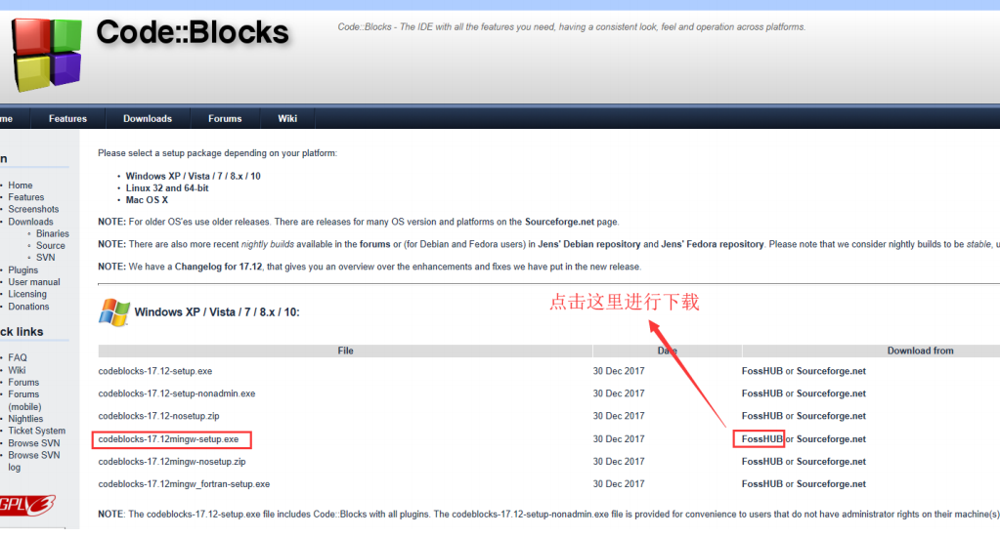 Code::Blocks
Code::Blocks - The IDE with all the features you need, having a consistent look, feel and operation across platforms.
me Features Downloads Forums Wiki
n
Home
Features
Screenshots
Downloads
Binaries
Source
SVN
Plugins
User manual
Licensing
Donations
ck links
FAQ
Wiki
Forums
Forums
(mobile)
Nightlies
Ticket System
Browse SVN
Browse SVN
log
GPLv3
Please select a setup package depending on your platform:
Windows XP / Vista / 7 / 8.x / 10
Linux 32 and 64-bit
Mac OS X
NOTE: For older OS'es use older releases. There are releases for many OS version and platforms on the Sourceforge.net page.
NOTE: There are also more recent nightly builds available in the forums or (for Debian and Fedora users) in Jens' Debian repository and Jens' Fedora repository. Please note that we consider nightly builds to be stable, u
NOTE: We have a Changelog for 17.12, that gives you an overview over the enhancements and fixes we have put in the new release.
Windows XP / Vista / 7 / 8.x / 10:
点击这里进行下载
File Date Download from
codeblocks-17.12-setup.exe 30 Dec 2017 FossHUB or Sourceforge.net
codeblocks-17.12-setup-nonadmin.exe 30 Dec 2017 FossHUB or Sourceforge.net
codeblocks-17.12-nosetup.zip 30 Dec 2017 FossHUB or Sourceforge.net
codeblocks-17.12mingw-setup.exe 30 Dec 2017 FossHUB or Sourceforge.net
codeblocks-17.12mingw-nosetup.zip 30 Dec 2017 FossHUB or Sourceforge.net
codeblocks-17.12mingw_fortran-setup.exe 30 Dec 2017 FossHUB or Sourceforge.net
NOTE: The codeblocks-17.12-setup.exe file includes Code::Blocks with all plugins. The codeblocks-17.12-setup-nonadmin.exe file is provided for convenience to users that do not have administrator rights on their machine(s)